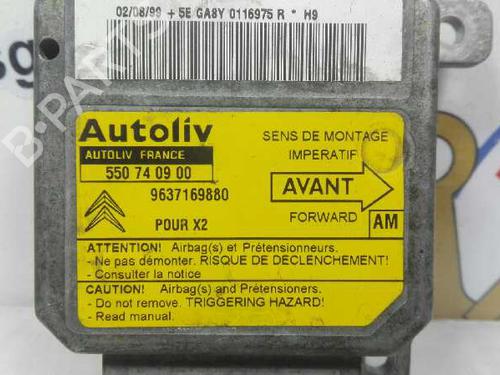 02/08/99 + 5E GA8Y 0116975 R * H9
Autoliv
AUTOLIV FRANCE
550 74 09 00
9637169880
POUR X2
SENS DE MONTAGE
IMPERATIF
AVANT
FORWARD
AM
ATTENTION! Airbag(s) et Prétensionneurs.
- Ne pas démonter. RISQUE DE DECLENCHEMENT!
- Consulter la notice
CAUTION! Airbag(s) and Pretensioners.
- Do not remove. TRIGGERING HAZARD!
- Read manual.
B-PARTS